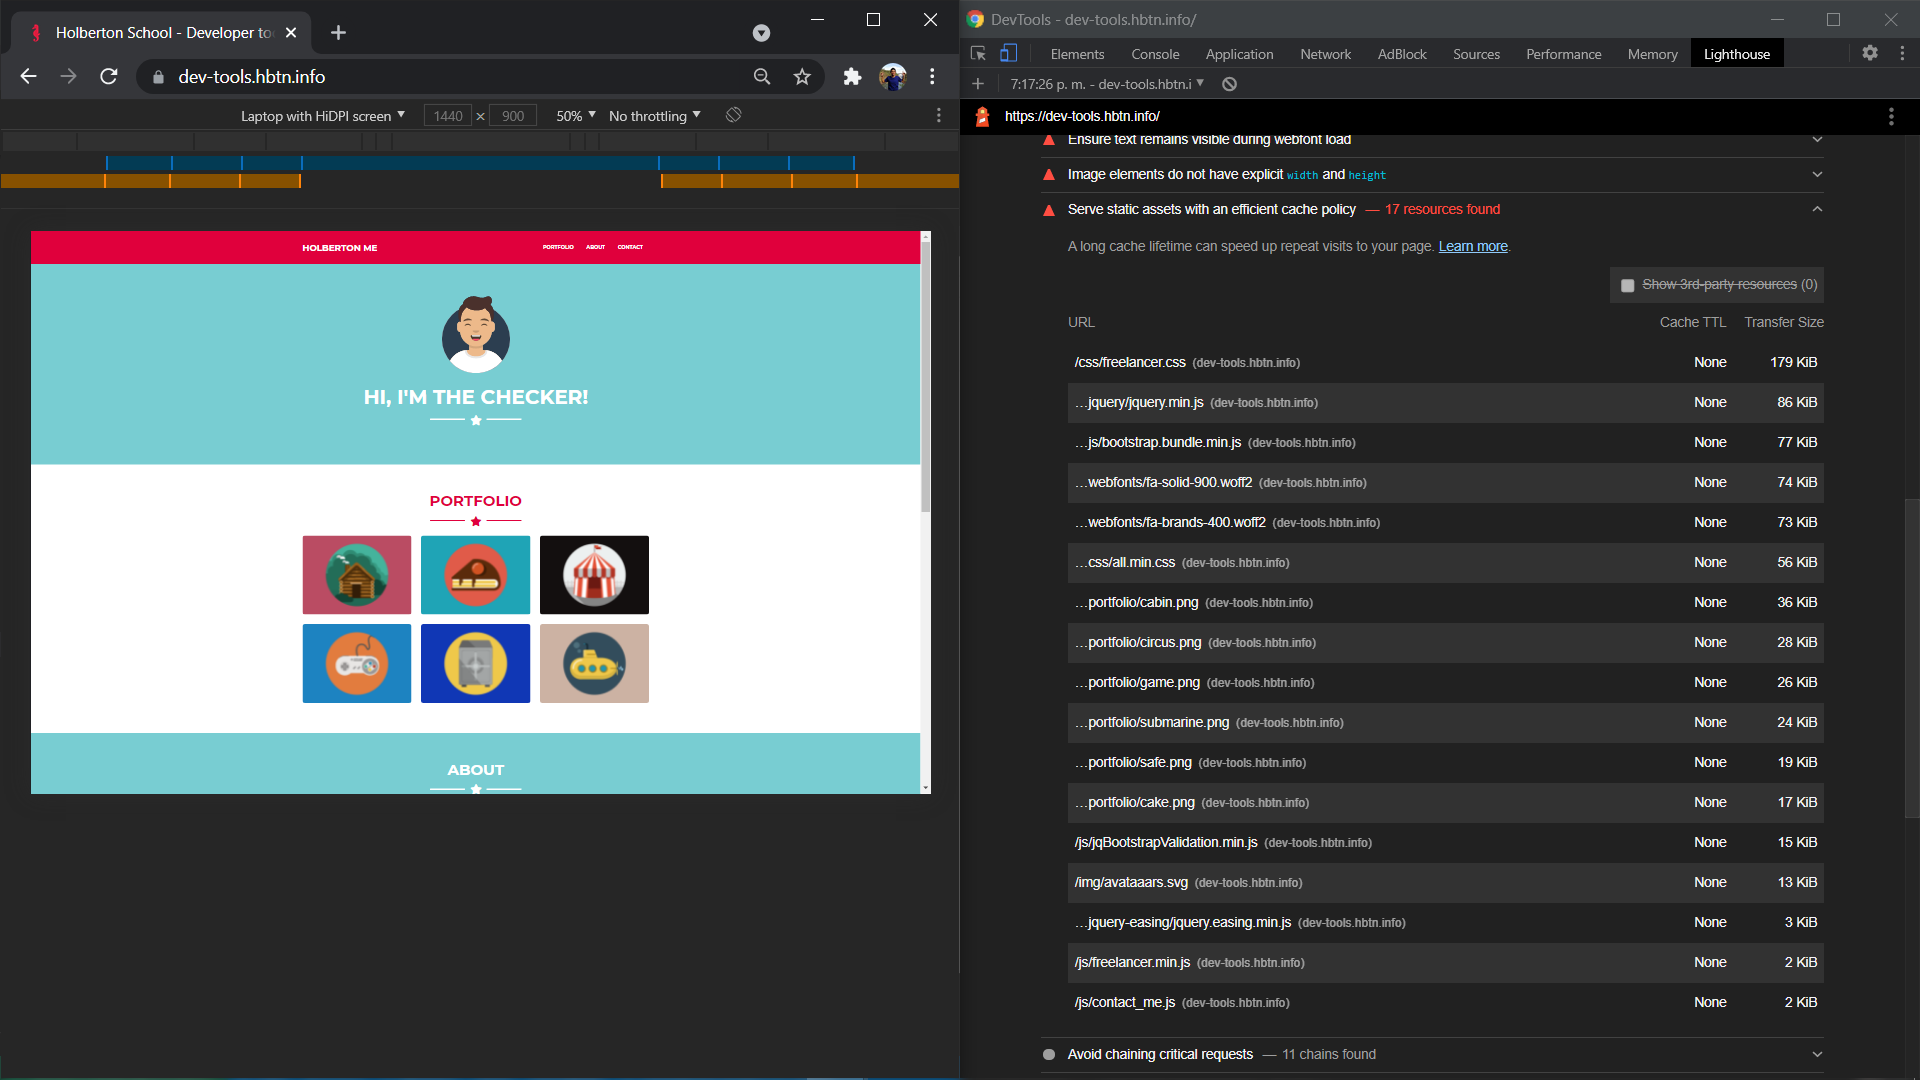 Holberton School - Developer to
dev-tools.hbtn.info
Laptop with HiDPI screen 1440 × 900 50% No throttling
HOLBERTON ME PORTFOLIO ABOUT CONTACT
HI, I'M THE CHECKER!
PORTFOLIO
ABOUT
DevTools - dev-tools.hbtn.info/
Elements Console Application Network AdBlock Sources Performance Memory Lighthouse
7:17:26 p. m. - dev-tools.hbtn.i
https://dev-tools.hbtn.info/
Ensure text remains visible during webfont load
Image elements do not have explicit width and height
Serve static assets with an efficient cache policy — 17 resources found
A long cache lifetime can speed up repeat visits to your page. Learn more.
Show 3rd-party resources (0)
URL Cache TTL Transfer Size
/css/freelancer.css (dev-tools.hbtn.info) None 179 KiB
…jquery/jquery.min.js (dev-tools.hbtn.info) None 86 KiB
…js/bootstrap.bundle.min.js (dev-tools.hbtn.info) None 77 KiB
…webfonts/fa-solid-900.woff2 (dev-tools.hbtn.info) None 74 KiB
…webfonts/fa-brands-400.woff2 (dev-tools.hbtn.info) None 73 KiB
…css/all.min.css (dev-tools.hbtn.info) None 56 KiB
…portfolio/cabin.png (dev-tools.hbtn.info) None 36 KiB
…portfolio/circus.png (dev-tools.hbtn.info) None 28 KiB
…portfolio/game.png (dev-tools.hbtn.info) None 26 KiB
…portfolio/submarine.png (dev-tools.hbtn.info) None 24 KiB
…portfolio/safe.png (dev-tools.hbtn.info) None 19 KiB
…portfolio/cake.png (dev-tools.hbtn.info) None 17 KiB
/js/jqBootstrapValidation.min.js (dev-tools.hbtn.info) None 15 KiB
/img/avataaars.svg (dev-tools.hbtn.info) None 13 KiB
…jquery-easing/jquery.easing.min.js (dev-tools.hbtn.info) None 3 KiB
/js/freelancer.min.js (dev-tools.hbtn.info) None 2 KiB
/js/contact_me.js (dev-tools.hbtn.info) None 2 KiB
Avoid chaining critical requests — 11 chains found